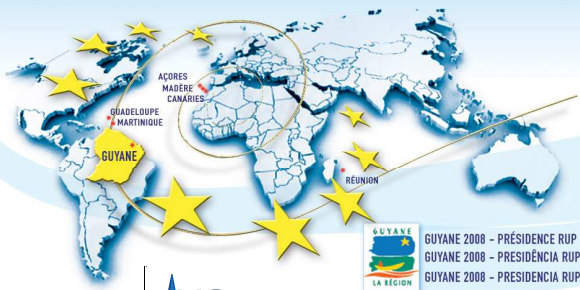 AÇORES
MADÈRE
CANARIES
GUADELOUPE
MARTINIQUE
GUYANE
RÉUNION
GUYANE
LA RÉGION
GUYANE 2008 – PRÉSIDENCE RUP
GUYANE 2008 – PRESIDÊNCIA RUP
GUYANE 2008 – PRESIDENCIA RUP